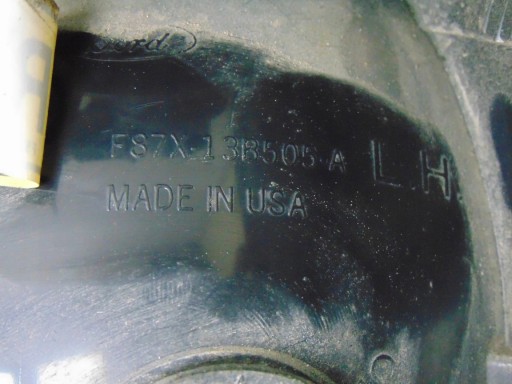 Ford
F87X-13B505-A L.H.
MADE IN USA